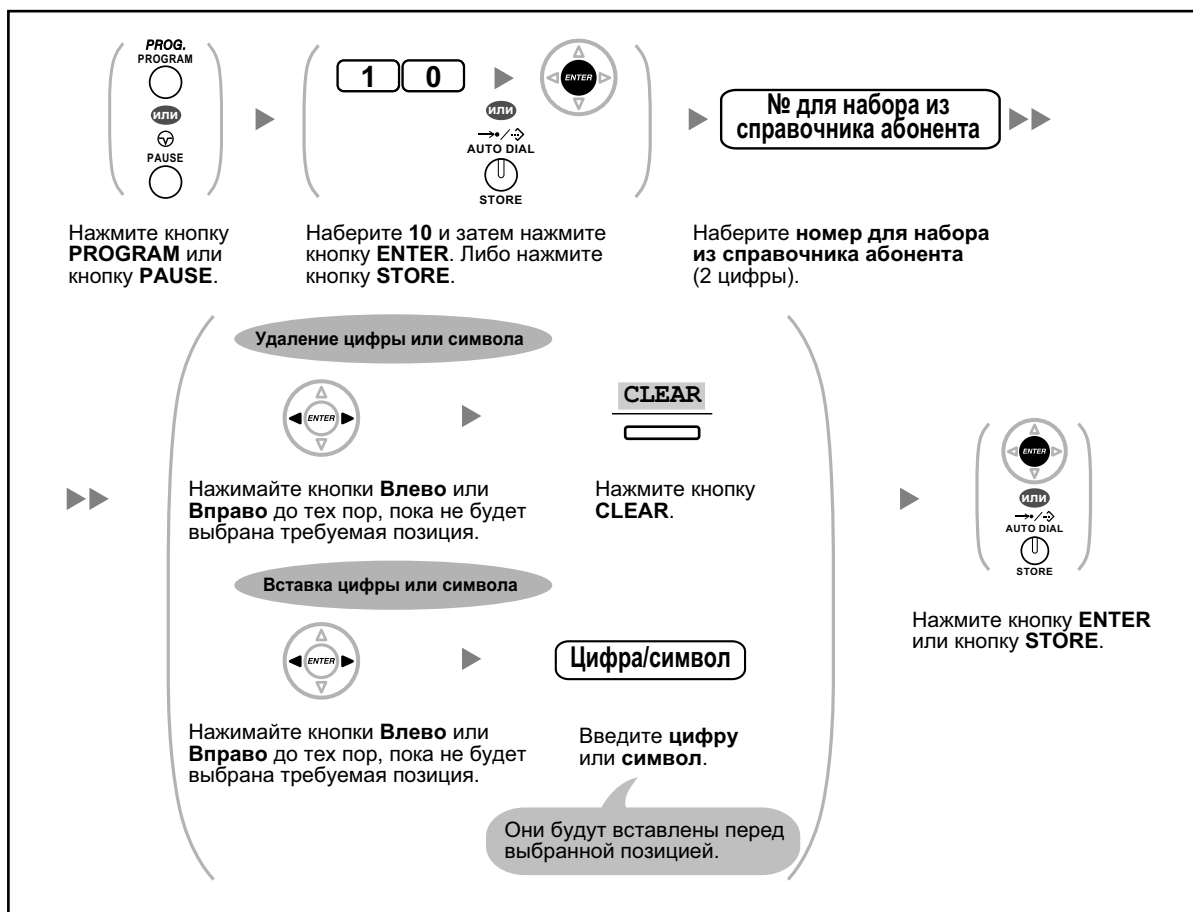 PROG.
PROGRAM
или
PAUSE
1 0
ENTER
или
AUTO DIAL
STORE
№ для набора из
справочника абонента
Нажмите кнопку
PROGRAM или
кнопку PAUSE.
Наберите 10 и затем нажмите
кнопку ENTER. Либо нажмите
кнопку STORE.
Наберите номер для набора
из справочника абонента
(2 цифры).
Удаление цифры или символа
ENTER
CLEAR
Нажимайте кнопки Влево или
Вправо до тех пор, пока не будет
выбрана требуемая позиция.
Нажмите кнопку
CLEAR.
Вставка цифры или символа
ENTER
Цифра/символ
Нажимайте кнопки Влево или
Вправо до тех пор, пока не будет
выбрана требуемая позиция.
Введите цифру
или символ.
Они будут вставлены перед
выбранной позицией.
ENTER
или
AUTO DIAL
STORE
Нажмите кнопку ENTER
или кнопку STORE.